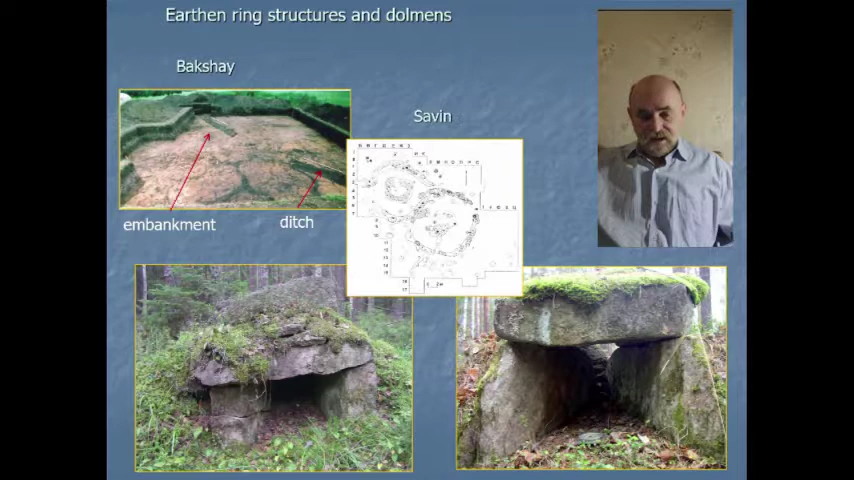 Earthen ring structures and dolmens
Bakshay
Savin
embankment
ditch